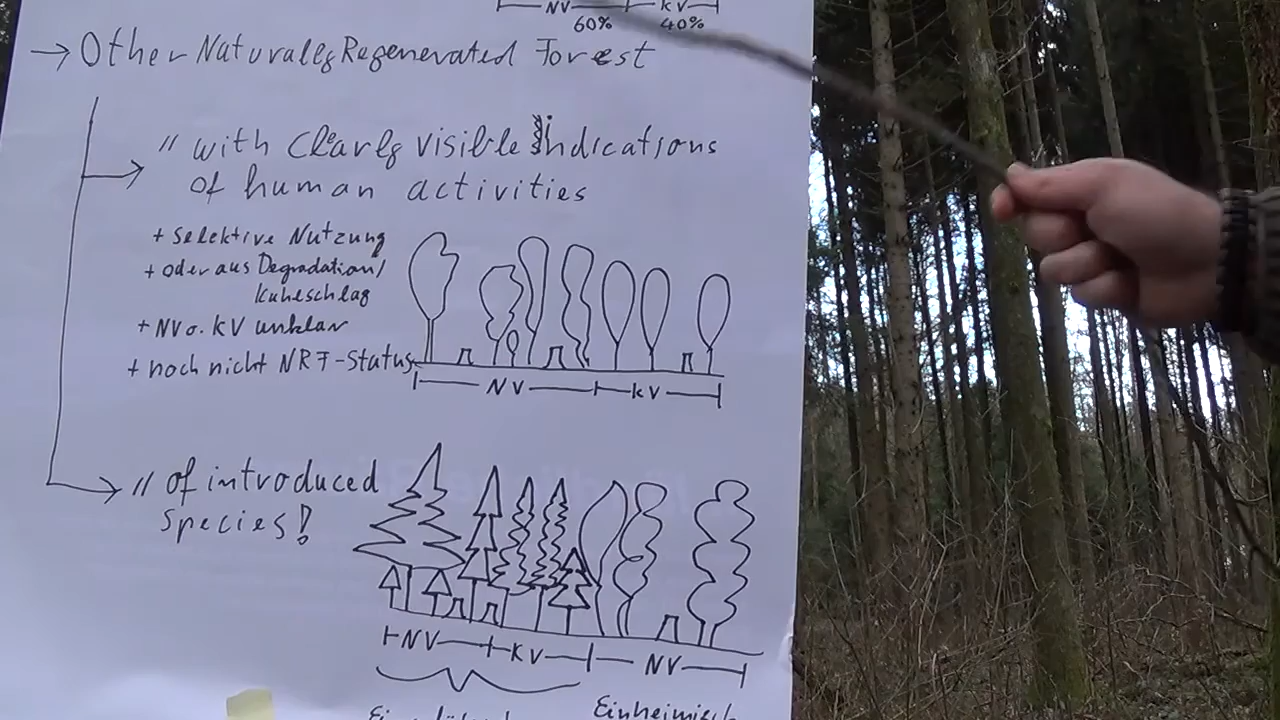 NV KV
60% 40%
→ Other Naturally Regenerated Forest
→ " with Clearly visible indications
of human activities
+ Selektive Nutzung
+ oder aus Degradation/
Kahlschlag
+ NV o. KV unklar
+ noch nicht NRF-Status
NV KV
→ " of introduced
species!
NV KV NV
Einheimisch